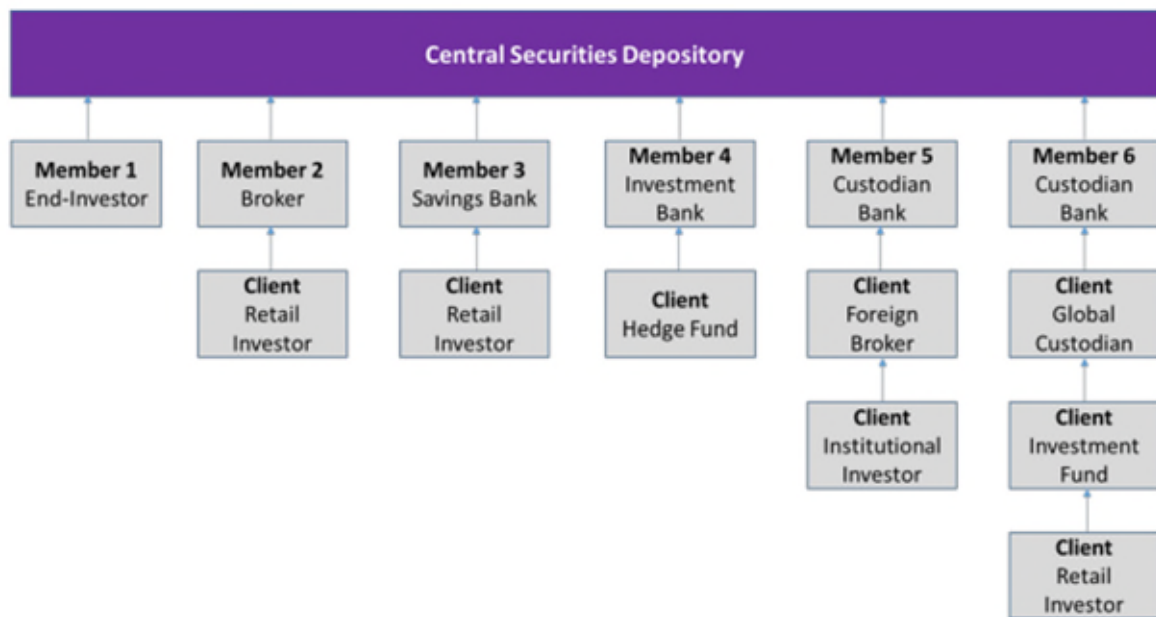 Central Securities Depository
Member 1
End-Investor
Member 2
Broker
Member 3
Savings Bank
Member 4
Investment
Bank
Member 5
Custodian
Bank
Member 6
Custodian
Bank
Client
Retail
Investor
Client
Retail
Investor
Client
Hedge Fund
Client
Foreign
Broker
Client
Global
Custodian
Client
Institutional
Investor
Client
Investment
Fund
Client
Retail
Investor